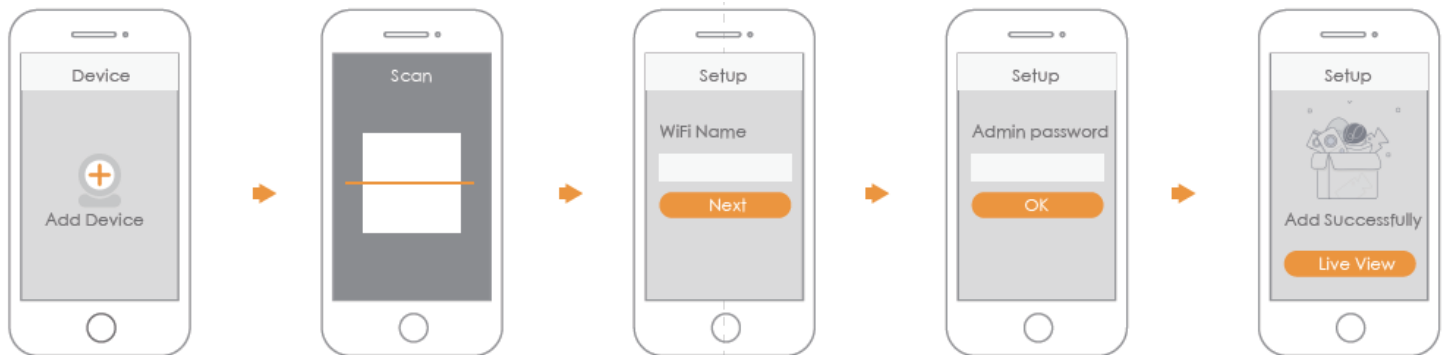 Device
Add Device
Scan
Setup
WiFi Name
Next
Setup
Admin password
OK
Setup
Add Successfully
Live View